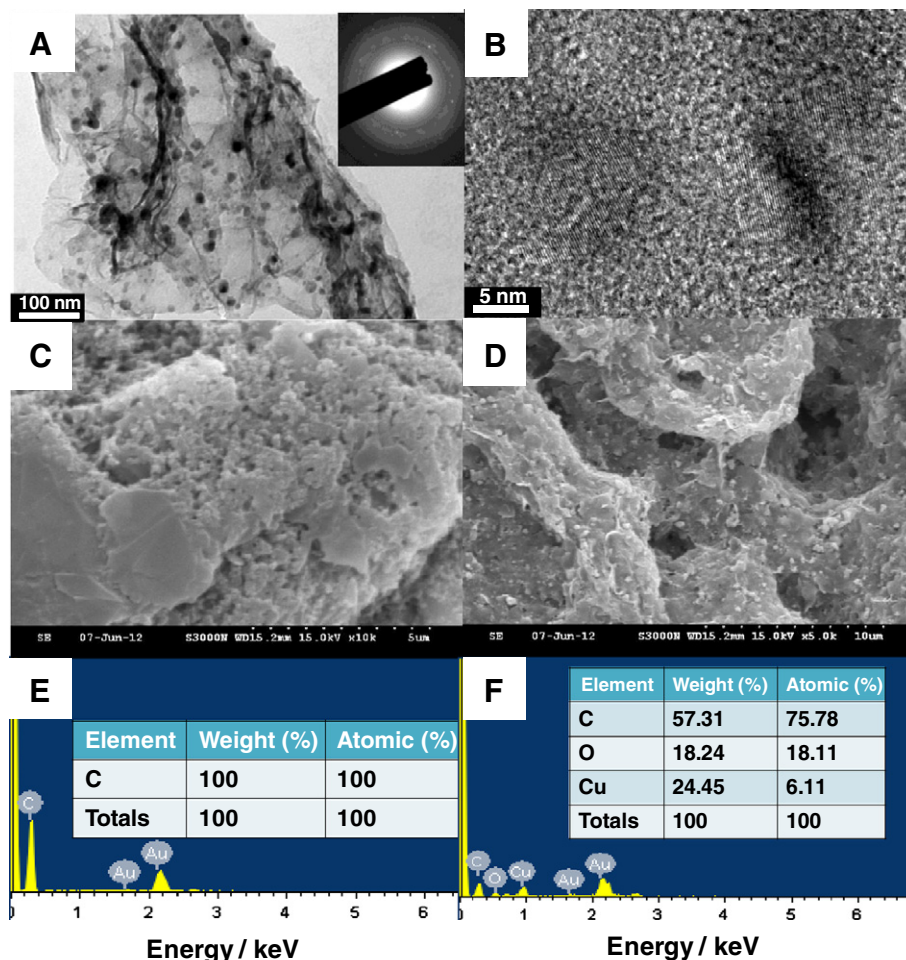 A
B
100 nm
5 nm
C
D
SE 07-Jun-12 S3000N WD15.2mm 15.0kV x10k 5um
SE 07-Jun-12 S3000N WD15.2mm 15.0kV x5.0k 10um
E
Element Weight (%) Atomic (%)
C 100 100
Totals 100 100
C
Au
Au
0 1 2 3 4 5 6
Energy / keV
F
Element Weight (%) Atomic (%)
C 57.31 75.78
O 18.24 18.11
Cu 24.45 6.11
Totals 100 100
C
O
Cu
Au
Au
1 2 3 4 5 6
Energy / keV